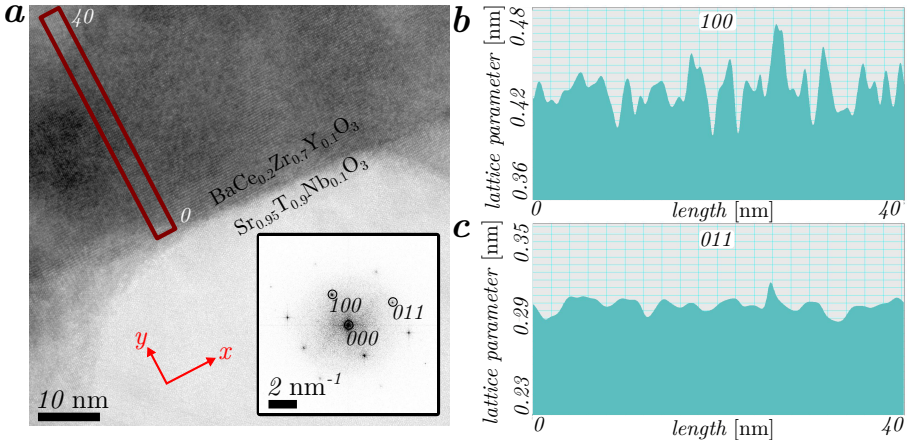 a
40
BaCe0.2Zr0.7Y0.1O3
0
Sr0.95T0.9Nb0.1O3
100
011
000
y
x
10 nm
2 nm-1
b
100
lattice parameter [nm]
0.48
0.42
0.36
0
length [nm]
40
c
011
lattice parameter [nm]
0.35
0.29
0.23
0
length [nm]
40